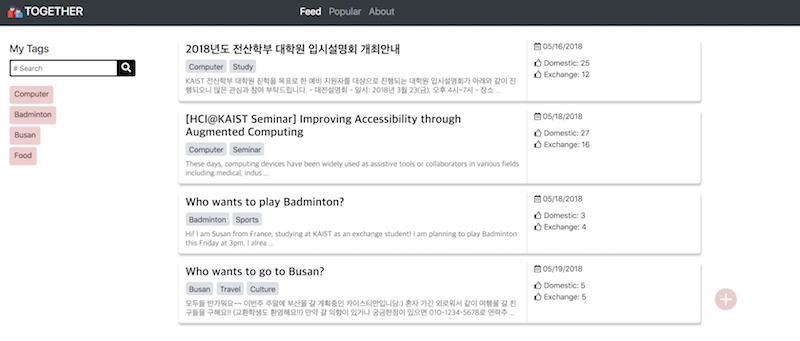 TOGETHER
Feed Popular About
My Tags
# Search
Computer
Badminton
Busan
Food
2018년도 전산학부 대학원 입시설명회 개최안내
Computer Study
KAIST 전산학부 대학원 진학을 목표로 한 예비 지원자를 대상으로 진행되는 대학원 입시설명회가 아래와 같이 진
행되오니 많은 관심과 참여 부탁드립니다. - 대전설명회 - 일시: 2018년 3월 23(금), 오후 4시~7시 - 장소 ...
05/16/2018
Domestic: 25
Exchange: 12
[HCI@KAIST Seminar] Improving Accessibility through
Augmented Computing
Computer Seminar
These days, computing devices have been widely used as assistive tools or collaborators in various fields
including medical, indus ...
05/18/2018
Domestic: 27
Exchange: 16
Who wants to play Badminton?
Badminton Sports
Hi! I am Susan from France, studying at KAIST as an exchange student! I am planning to play Badminton
this Friday at 3pm. I alrea ...
05/18/2018
Domestic: 3
Exchange: 4
Who wants to go to Busan?
Busan Travel Culture
모두들 반가워요~~ 이번주 주말에 부산을 갈 계획중인 카이스티안입니당:) 혼자 가긴 외로워서 같이 여행을 갈 친
구들을 구해요!! (교환학생도 환영해요!!) 만약 갈 의향이 있거나 궁금한점이 있으면 010-1234-5678로 연락주 ...
05/19/2018
Domestic: 5
Exchange: 5